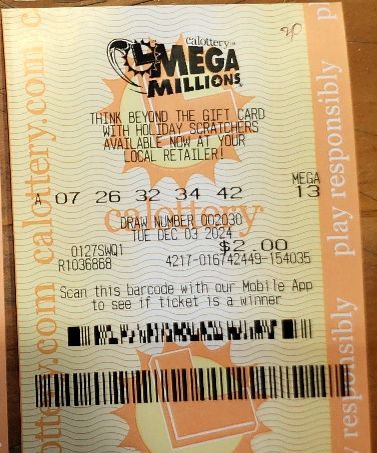 calottery
MEGA
MILLIONS
THINK BEYOND THE GIFT CARD
WITH HOLIDAY SCRATCHERS
AVAILABLE NOW AT YOUR
LOCAL RETAILER!
MEGA
A 07 26 32 34 42 13
DRAW NUMBER 002030
TUE DEC 03 2024
0127SWQ1 $2.00
R1036868 4217-016742449-154035
Scan this barcode with our Mobile App
to see if ticket is a winner
calottery
calottery.com
play responsibly